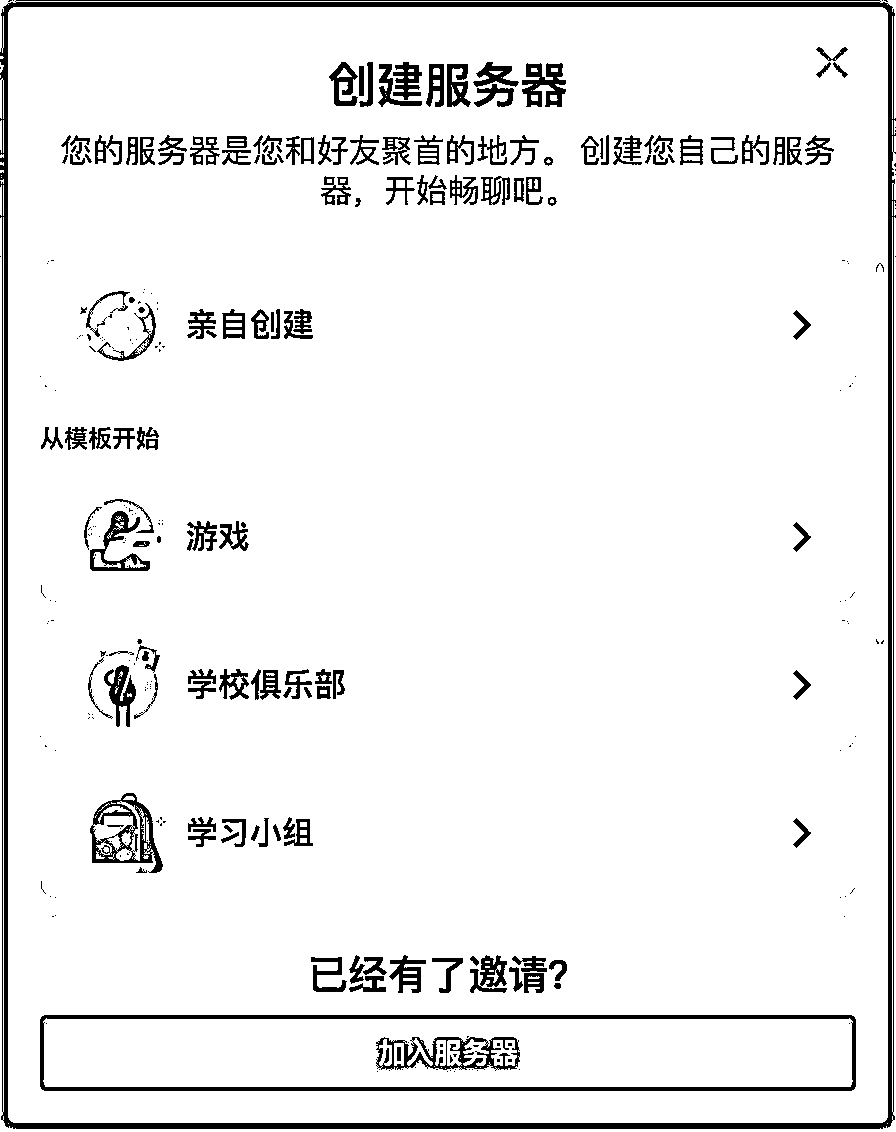 创建服务器
您的服务器是您和好友聚首的地方。 创建您自己的服务
器，开始畅聊吧。
亲自创建
从模板开始
游戏
学校俱乐部
学习小组
已经有了邀请?
加入服务器